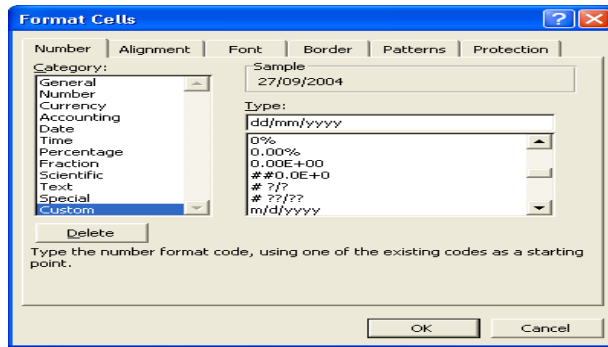 Format Cells
Number Alignment Font Border Patterns Protection
Category:
General
Number
Currency
Accounting
Date
Time
Percentage
Fraction
Scientific
Text
Special
Custom
Sample
27/09/2004
Type:
dd/mm/yyyy
0%
0.00%
0.00E+00
##0.0E+0
# ?/?
# ??/??
m/d/yyyy
Delete
Type the number format code, using one of the existing codes as a starting
point.
OK Cancel